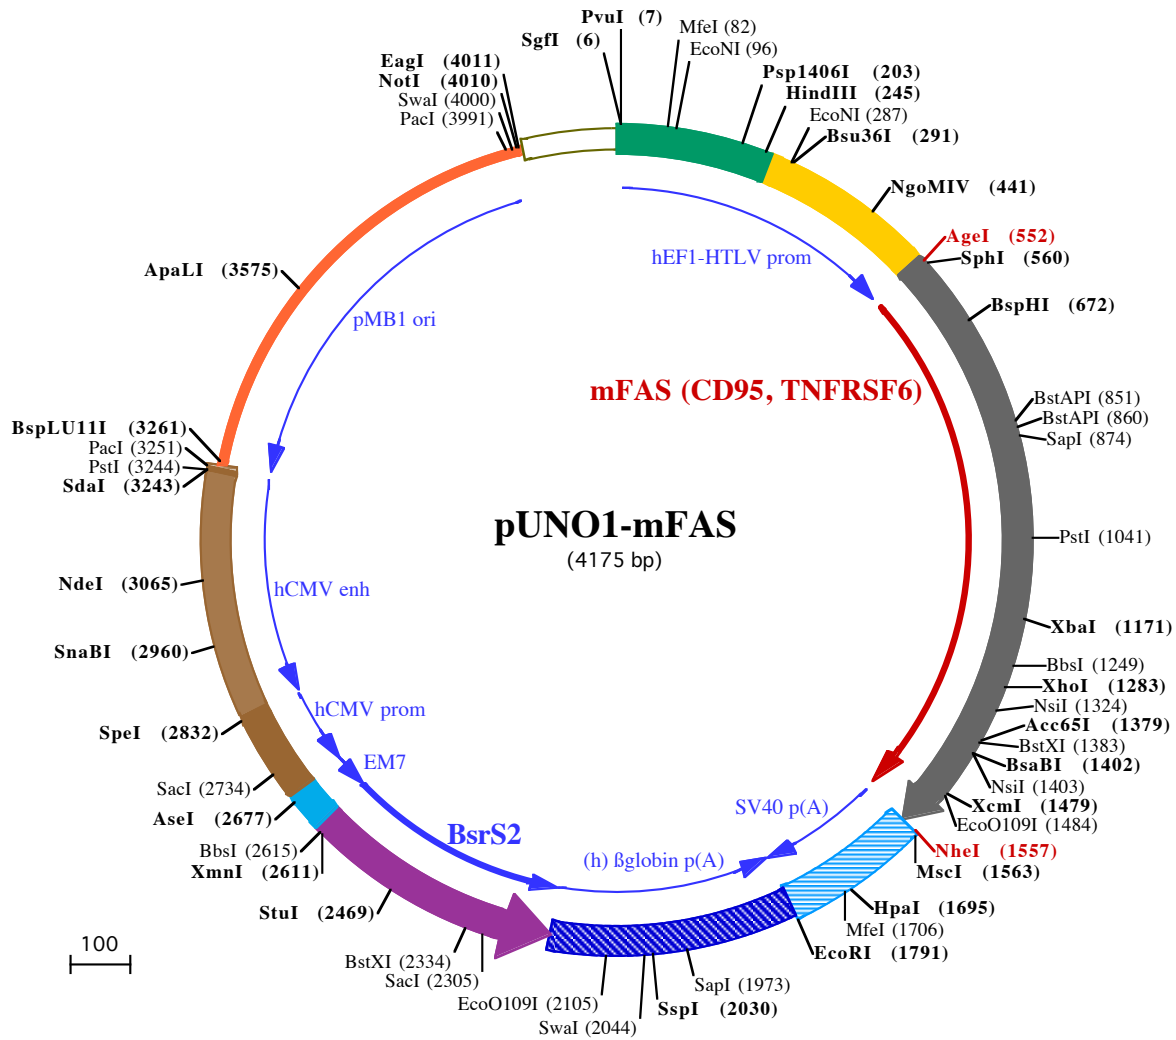 PvuI (7)
SgfI (6)
MfeI (82)
EcoNI (96)
EagI (4011)
NotI (4010)
SwaI (4000)
PacI (3991)
Psp1406I (203)
HindIII (245)
EcoNI (287)
Bsu36I (291)
NgoMIV (441)
AgeI (552)
SphI (560)
hEF1-HTLV prom
ApaLI (3575)
pMB1 ori
BspHI (672)
mFAS (CD95, TNFRSF6)
BstAPI (851)
BstAPI (860)
SapI (874)
BspLU11I (3261)
PacI (3251)
PstI (3244)
SdaI (3243)
pUNO1-mFAS
(4175 bp)
PstI (1041)
NdeI (3065)
hCMV enh
SnaBI (2960)
XbaI (1171)
BbsI (1249)
XhoI (1283)
NsiI (1324)
Acc65I (1379)
BstXI (1383)
BsaBI (1402)
NsiI (1403)
XcmI (1479)
EcoO109I (1484)
hCMV prom
SpeI (2832)
EM7
SacI (2734)
AseI (2677)
SV40 p(A)
BsrS2
BbsI (2615)
XmnI (2611)
(h) ßglobin p(A)
NheI (1557)
MscI (1563)
StuI (2469)
HpaI (1695)
MfeI (1706)
EcoRI (1791)
BstXI (2334)
SacI (2305)
EcoO109I (2105)
SwaI (2044)
SspI (2030)
SapI (1973)
100